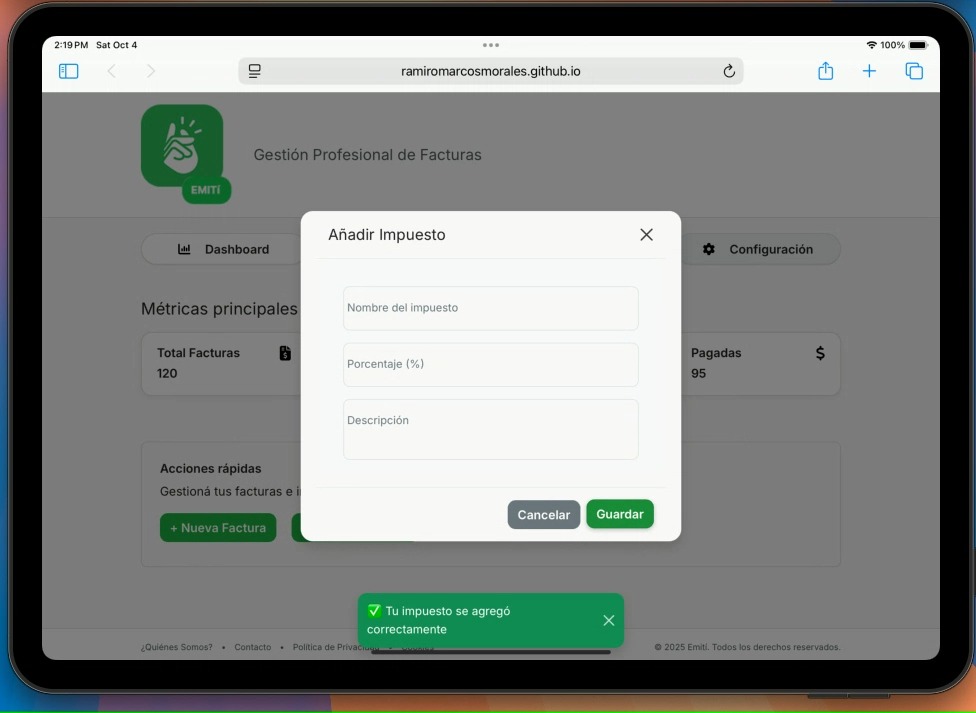 2:19 PM Sat Oct 4
100%
ramiromarcosmorales.github.io
EMITÍ
Gestión Profesional de Facturas
Añadir Impuesto
Dashboard
Configuración
Métricas principales
Nombre del impuesto
Total Facturas
120
Pagadas
$
95
Porcentaje (%)
Descripción
Acciones rápidas
Gestioná tus facturas e i
+ Nueva Factura
Cancelar
Guardar
✅ Tu impuesto se agregó
correctamente
¿Quiénes Somos? • Contacto • Política de Privacidad • Cookies
© 2025 Emití. Todos los derechos reservados.